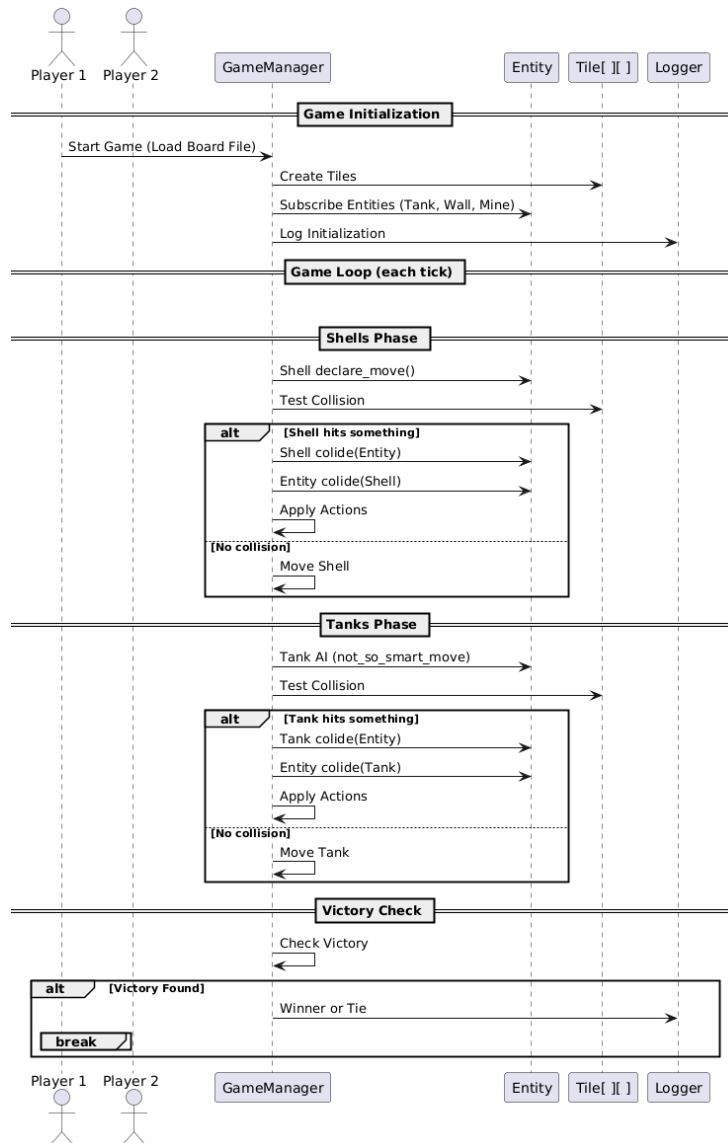 Player 1 Player 2 GameManager Entity Tile[ ][ ] Logger
Game Initialization
Start Game (Load Board File)
Create Tiles
Subscribe Entities (Tank, Wall, Mine)
Log Initialization
Game Loop (each tick)
Shells Phase
Shell declare_move()
Test Collision
alt [Shell hits something]
Shell colide(Entity)
Entity colide(Shell)
Apply Actions
[No collision]
Move Shell
Tanks Phase
Tank AI (not_so_smart_move)
Test Collision
alt [Tank hits something]
Tank colide(Entity)
Entity colide(Tank)
Apply Actions
[No collision]
Move Tank
Victory Check
Check Victory
alt [Victory Found]
Winner or Tie
break
Player 1 Player 2 GameManager Entity Tile[ ][ ] Logger